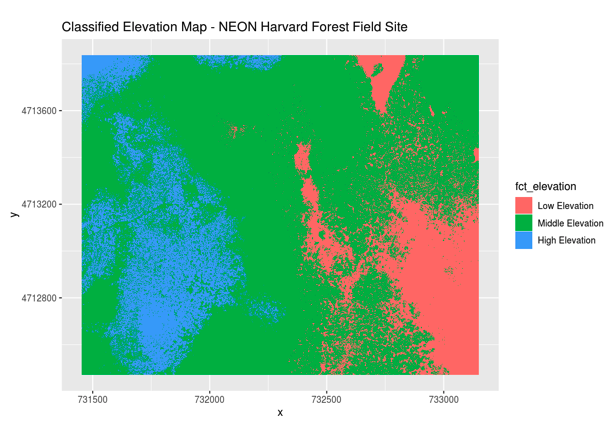 Classified Elevation Map - NEON Harvard Forest Field Site
4713600
4713200
4712800
y
731500 732000 732500 733000
x
fct_elevation
Low Elevation
Middle Elevation
High Elevation